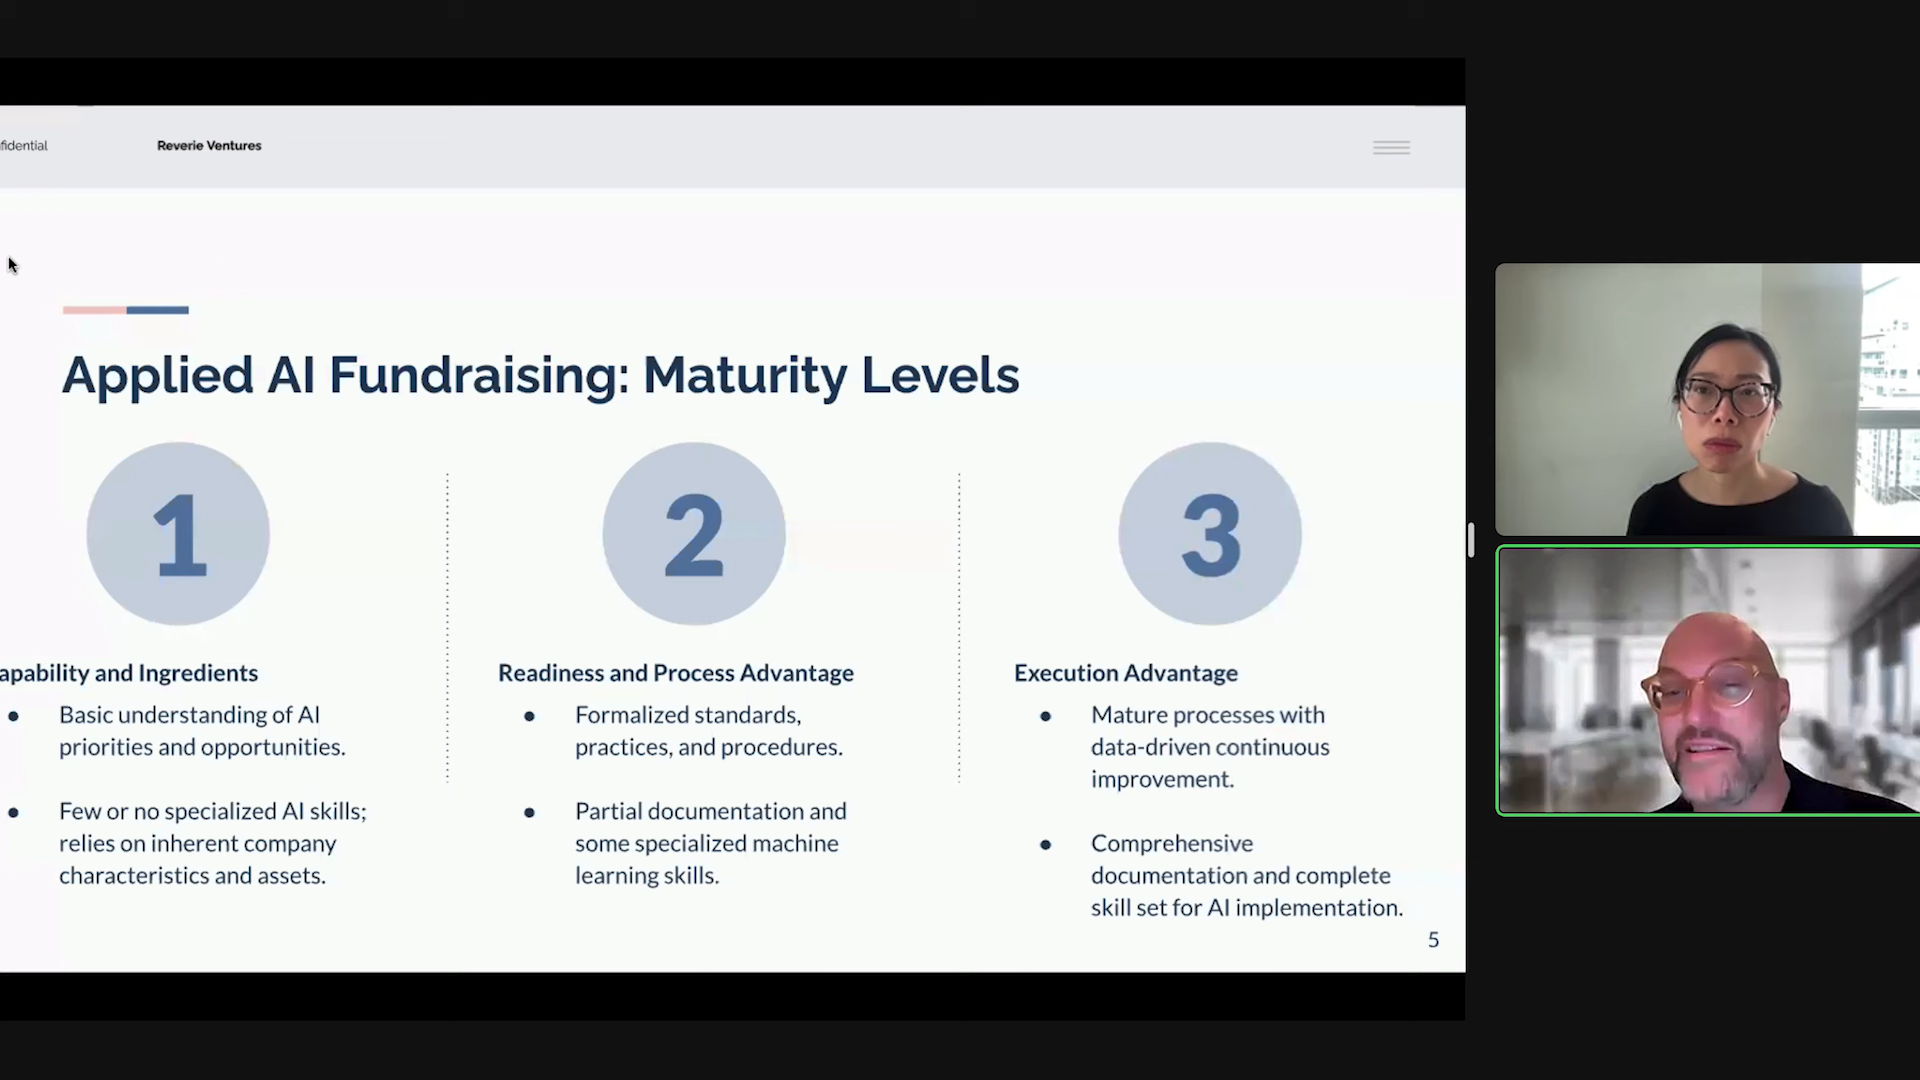 fidential
Reverie Ventures
Applied AI Fundraising: Maturity Levels
1
2
3
apability and Ingredients
Basic understanding of AI
priorities and opportunities.
Few or no specialized AI skills;
relies on inherent company
characteristics and assets.
Readiness and Process Advantage
Formalized standards,
practices, and procedures.
Partial documentation and
some specialized machine
learning skills.
Execution Advantage
Mature processes with
data-driven continuous
improvement.
Comprehensive
documentation and complete
skill set for AI implementation.
5